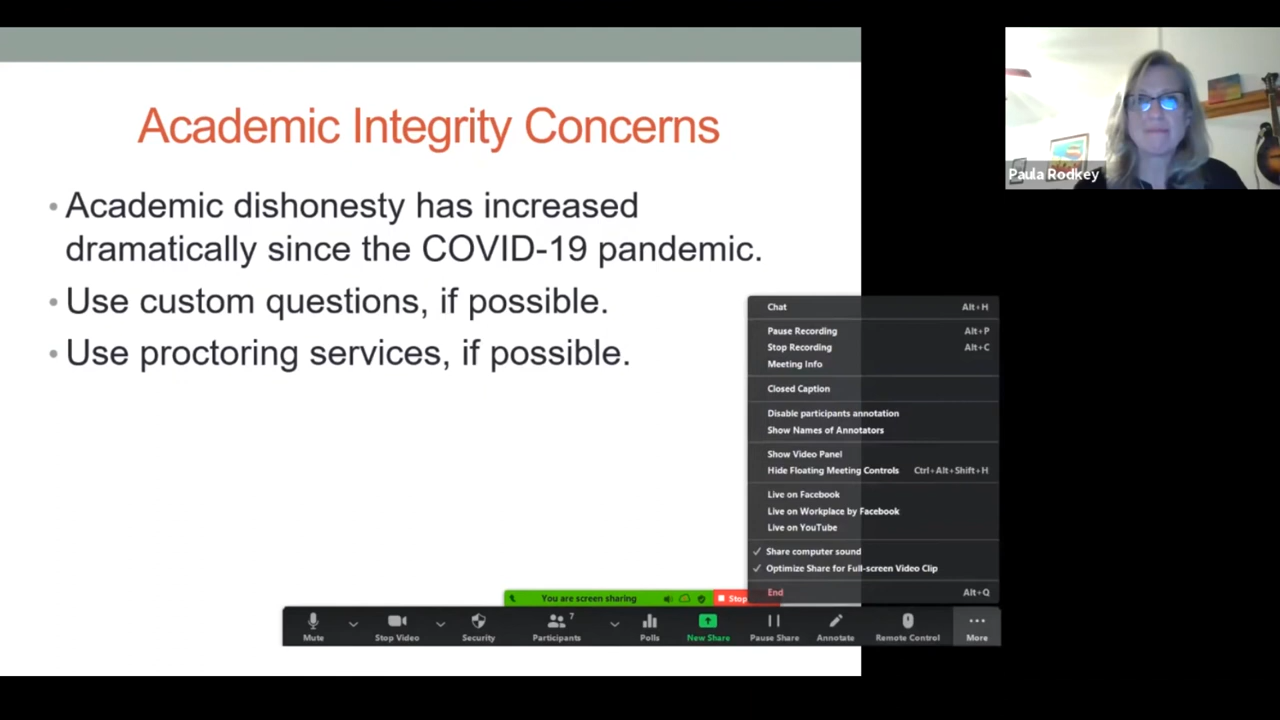 Academic Integrity Concerns
• Academic dishonesty has increased
dramatically since the COVID-19 pandemic.
• Use custom questions, if possible.
• Use proctoring services, if possible.
Paula Rodkey
Chat Alt+H
Pause Recording Alt+P
Stop Recording Alt+C
Meeting Info
Closed Caption
Disable participants annotation
Show Names of Annotators
Show Video Panel
Hide Floating Meeting Controls Ctrl+Alt+Shift+H
Live on Facebook
Live on Workplace by Facebook
Live on YouTube
✓ Share computer sound
✓ Optimize Share for Full-screen Video Clip
End Alt+Q
You are screen sharing
Stop
7
Mute
Stop Video
Security
Participants
Polls
New Share
Pause Share
Annotate
Remote Control
More